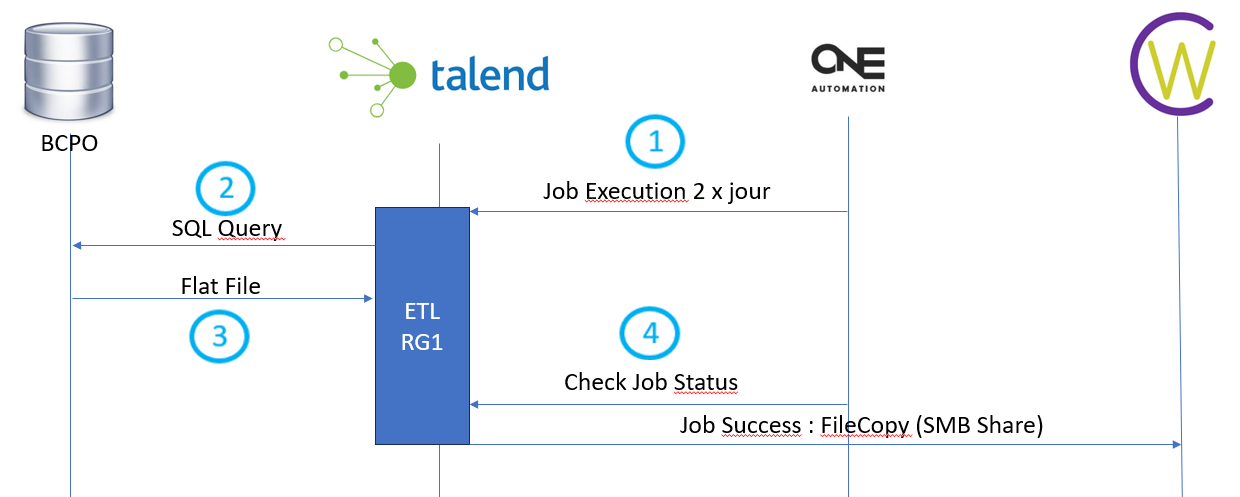 talend
ONE
AUTOMATION
CW
BCPO
1
Job Execution 2 x jour
2
SQL Query
Flat File
3
ETL
RG1
4
Check Job Status
Job Success : FileCopy (SMB Share)